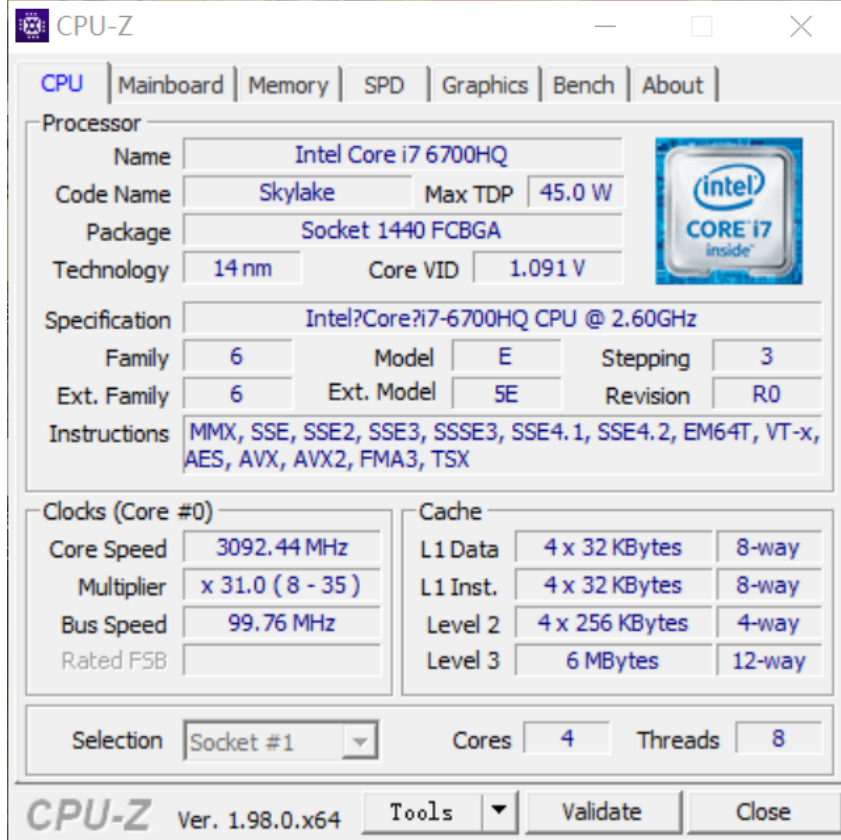 CPU-Z
CPU Mainboard Memory SPD Graphics Bench About
Processor
Name Intel Core i7 6700HQ
Code Name Skylake Max TDP 45.0 W
Package Socket 1440 FCBGA
Technology 14 nm Core VID 1.091 V
intel
CORE i7
inside
Specification Intel?Core?i7-6700HQ CPU @ 2.60GHz
Family 6 Model E Stepping 3
Ext. Family 6 Ext. Model 5E Revision R0
Instructions MMX, SSE, SSE2, SSE3, SSSE3, SSE4.1, SSE4.2, EM64T, VT-x,
AES, AVX, AVX2, FMA3, TSX
Clocks (Core #0) Cache
Core Speed 3092.44 MHz L1 Data 4 x 32 KBytes 8-way
Multiplier x 31.0 ( 8 - 35 ) L1 Inst. 4 x 32 KBytes 8-way
Bus Speed 99.76 MHz Level 2 4 x 256 KBytes 4-way
Rated FSB Level 3 6 MBytes 12-way
Selection Socket #1 Cores 4 Threads 8
CPU-Z Ver. 1.98.0.x64 Tools Validate Close